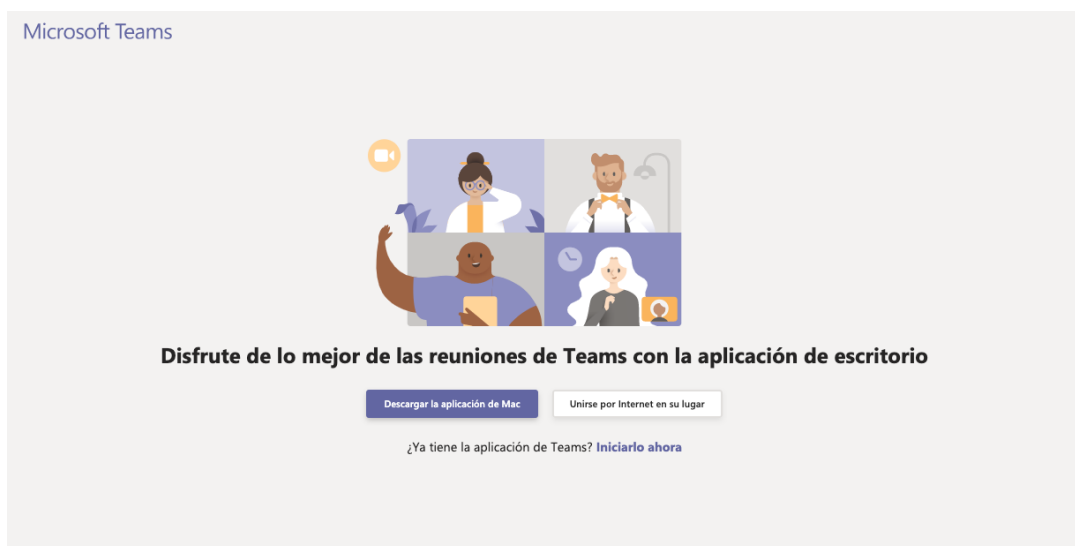 Microsoft Teams
Disfrute de lo mejor de las reuniones de Teams con la aplicación de escritorio
Descargar la aplicación de Mac
Unirse por Internet en su lugar
¿Ya tiene la aplicación de Teams? Iniciarlo ahora